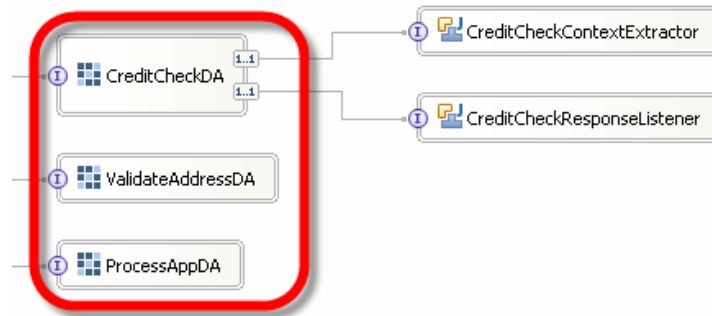 I CreditCheckContextExtractor
I CreditCheckDA 1..1
1..1
I CreditCheckResponseListener
I ValidateAddressDA
I ProcessAppDA